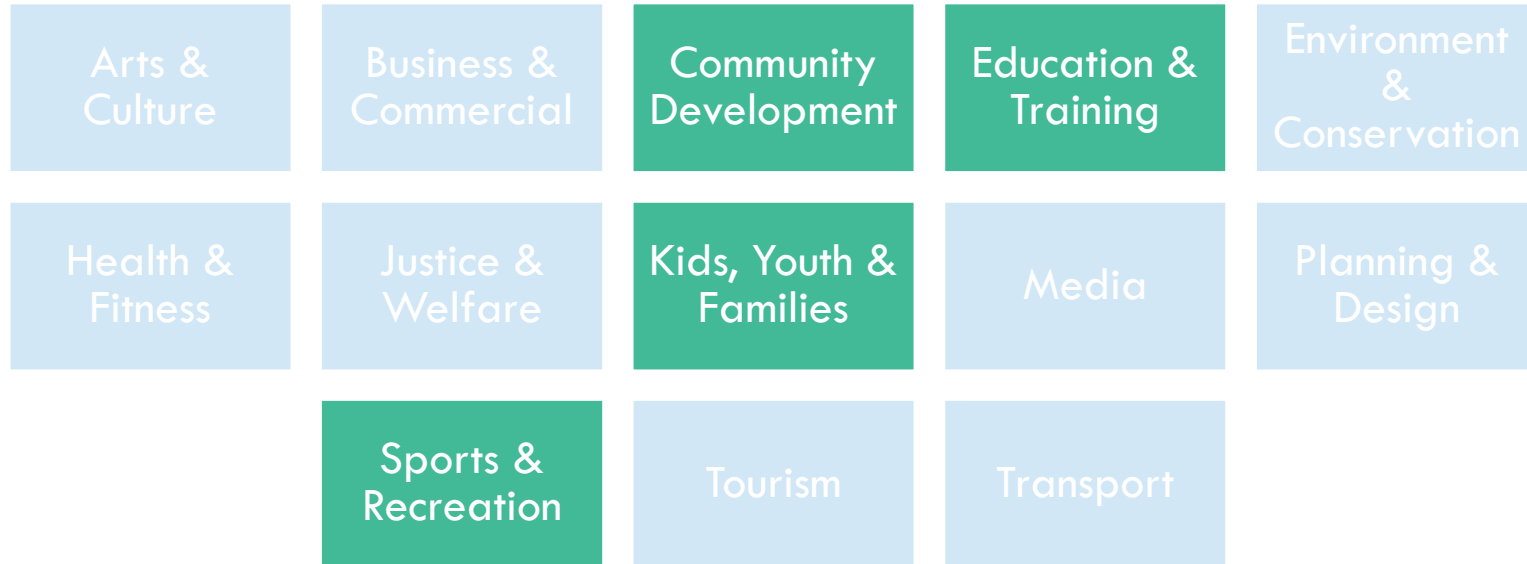 Arts &
Culture
Business &
Commercial
Community
Development
Education &
Training
Environment
&
Conservation
Health &
Fitness
Justice &
Welfare
Kids, Youth &
Families
Media
Planning &
Design
Sports &
Recreation
Tourism
Transport